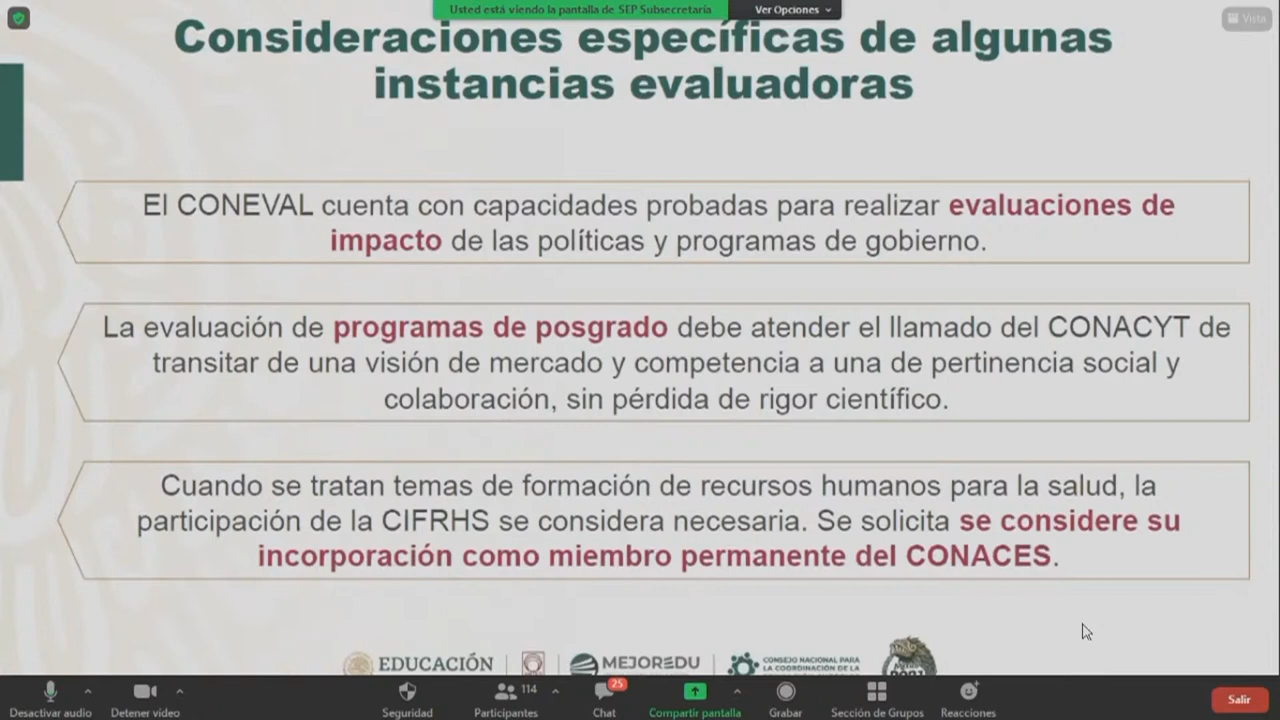 Usted está viendo la pantalla de SEP Subsecretaría
Ver Opciones
Vista
Consideraciones específicas de algunas
instancias evaluadoras
El CONEVAL cuenta con capacidades probadas para realizar evaluaciones de
impacto de las políticas y programas de gobierno.
La evaluación de programas de posgrado debe atender el llamado del CONACYT de
transitar de una visión de mercado y competencia a una de pertinencia social y
colaboración, sin pérdida de rigor científico.
Cuando se tratan temas de formación de recursos humanos para la salud, la
participación de la CIFRHS se considera necesaria. Se solicita se considere su
incorporación como miembro permanente del CONACES.
EDUCACIÓN
MEJOREDU
CONSEJO NACIONAL PARA
LA COORDINACIÓN DE LA
Desactivar audio
Detener video
Seguridad
114
Participantes
25
Chat
Compartir pantalla
Grabar
Sección de Grupos
Reacciones
Salir